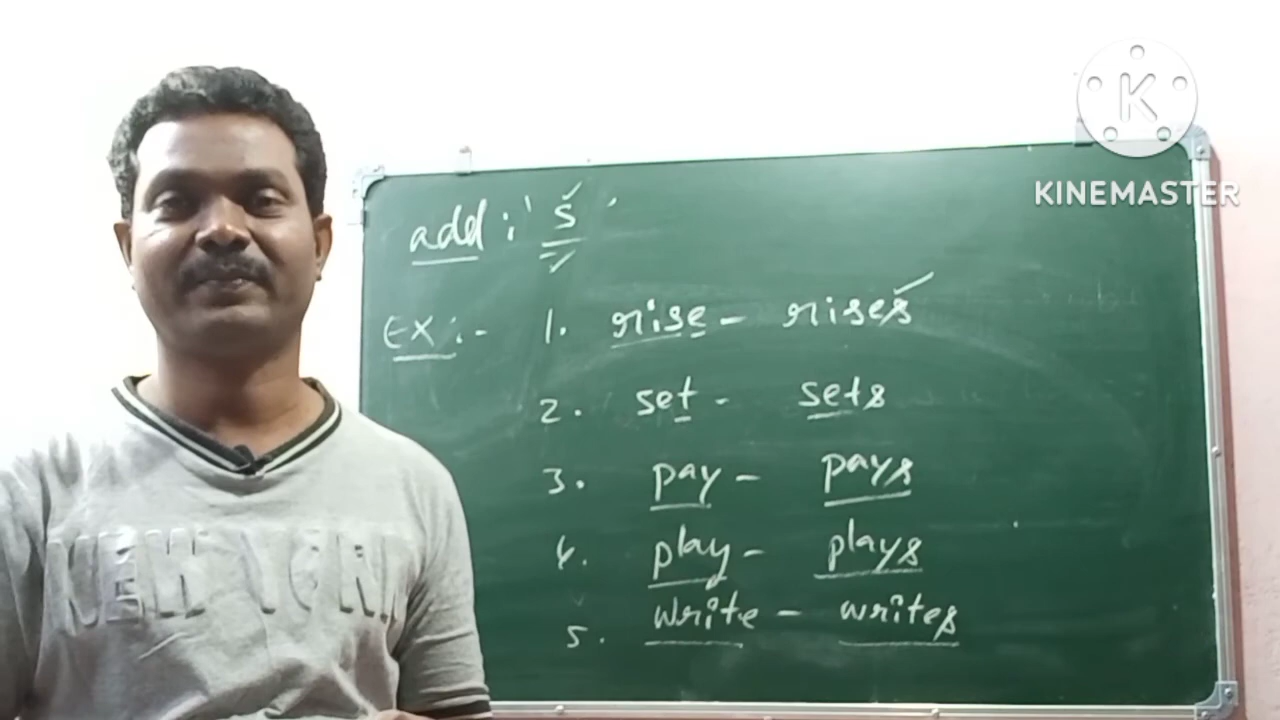 add : 's'
Ex :- 1. rise - rises
2. set - sets
3. pay - pays
4. play - plays
5. write - writes
NEW YORK
KINEMASTER